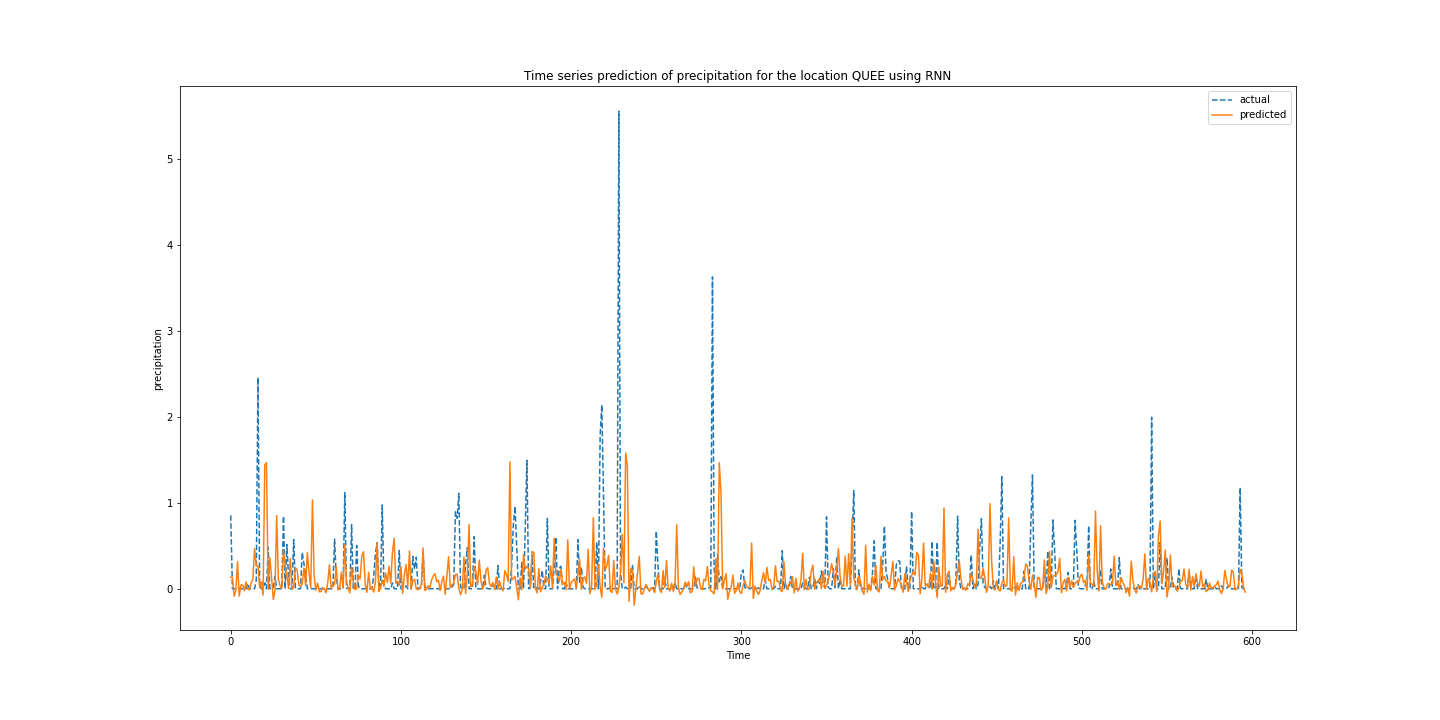 Time series prediction of precipitation for the location QUEE using RNN
actual
predicted
precipitation
5
4
3
2
1
0
0 100 200 300 400 500 600
Time